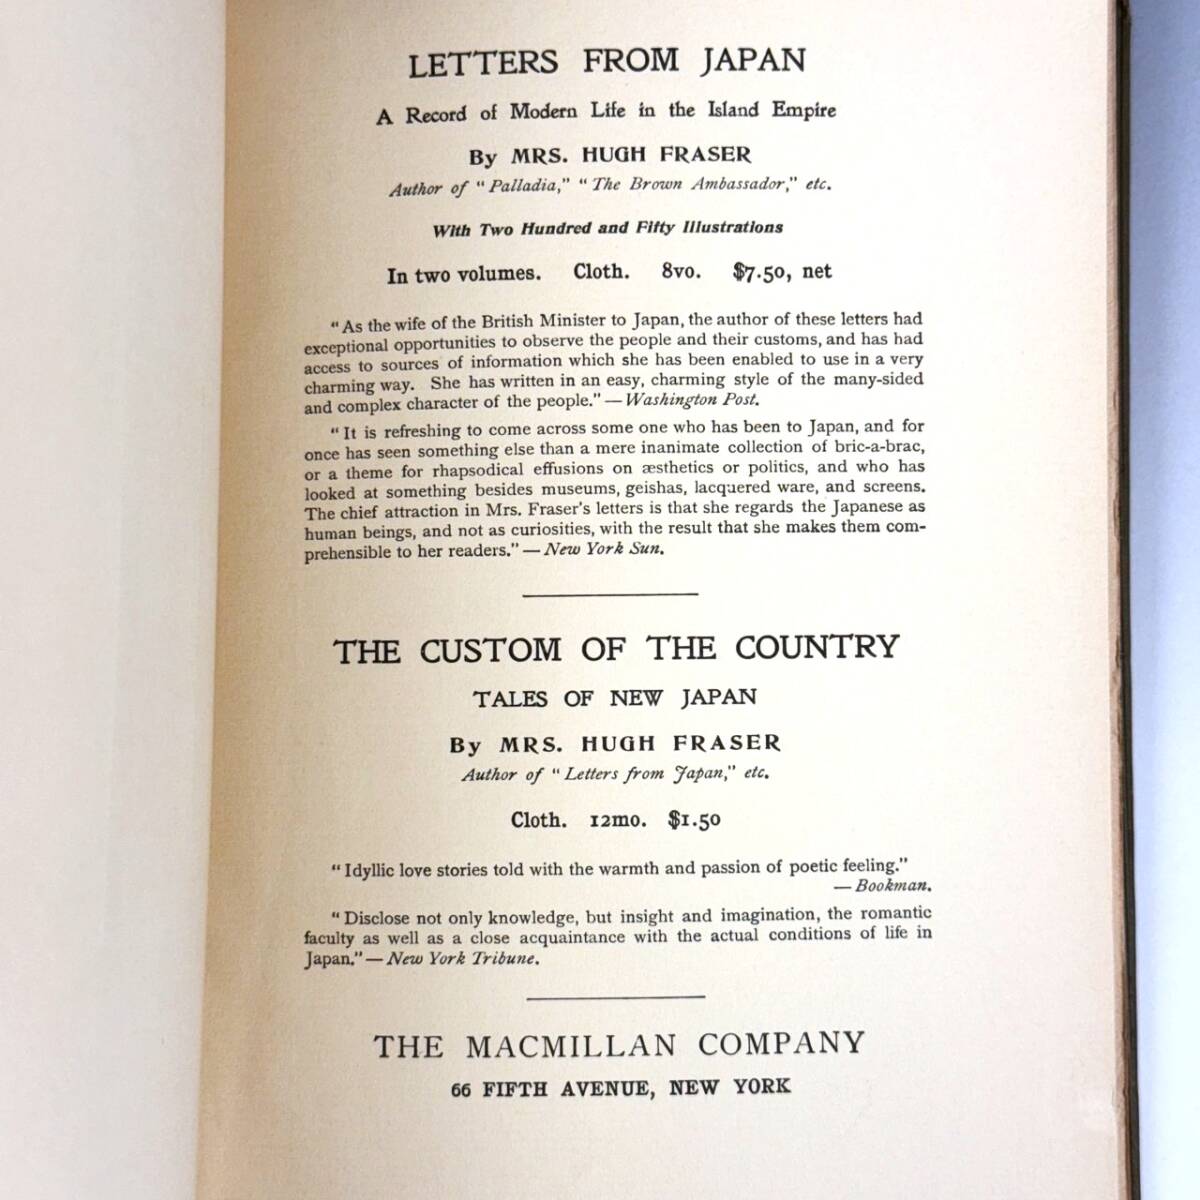 LETTERS FROM JAPAN
A Record of Modern Life in the Island Empire
By MRS. HUGH FRASER
Author of "Palladia," "The Brown Ambassador," etc.
With Two Hundred and Fifty Illustrations
In two volumes. Cloth. 8vo. $7.50, net
"As the wife of the British Minister to Japan, the author of these letters had
exceptional opportunities to observe the people and their customs, and has had
access to sources of information which she has been enabled to use in a very
charming way. She has written in an easy, charming style of the many-sided
and complex character of the people."—Washington Post.
"It is refreshing to come across some one who has been to Japan, and for
once has seen something else than a mere inanimate collection of bric-a-brac,
or a theme for rhapsodical effusions on æsthetics or politics, and who has
looked at something besides museums, geishas, lacquered ware, and screens.
The chief attraction in Mrs. Fraser's letters is that she regards the Japanese as
human beings, and not as curiosities, with the result that she makes them com-
prehensible to her readers."—New York Sun.
THE CUSTOM OF THE COUNTRY
TALES OF NEW JAPAN
By MRS. HUGH FRASER
Author of "Letters from Japan," etc.
Cloth. 12mo. $1.50
"Idyllic love stories told with the warmth and passion of poetic feeling."
—Bookman.
"Disclose not only knowledge, but insight and imagination, the romantic
faculty as well as a close acquaintance with the actual conditions of life in
Japan."—New York Tribune.
THE MACMILLAN COMPANY
66 FIFTH AVENUE, NEW YORK